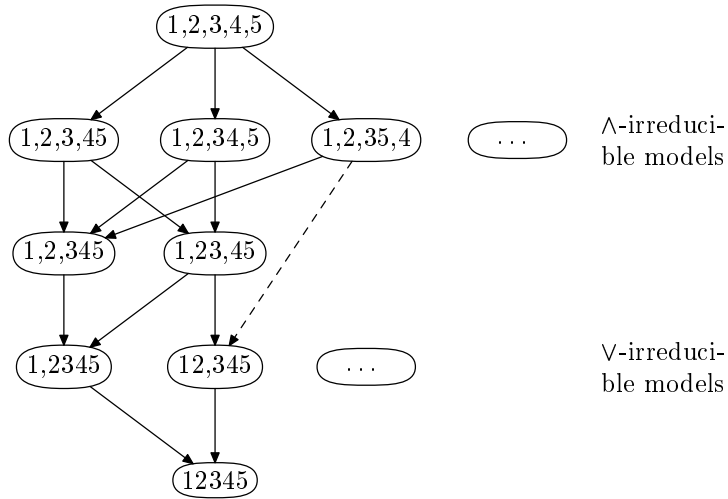 1,2,3,4,5
1,2,3,45
1,2,34,5
1,2,35,4
...
∧-irreduci-
ble models
1,2,345
1,23,45
1,2345
12,345
...
∨-irreduci-
ble models
12345